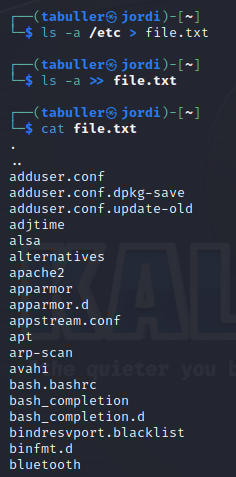 ┌──(tabuller㉿jordi)-[~]
└─$ ls -a /etc > file.txt
┌──(tabuller㉿jordi)-[~]
└─$ ls -a >> file.txt
┌──(tabuller㉿jordi)-[~]
└─$ cat file.txt
.
..
adduser.conf
adduser.conf.dpkg-save
adduser.conf.update-old
adjtime
alsa
alternatives
apache2
apparmor
apparmor.d
appstream.conf
apt
arp-scan
avahi
bash.bashrc
bash_completion
bash_completion.d
bindresvport.blacklist
binfmt.d
bluetooth